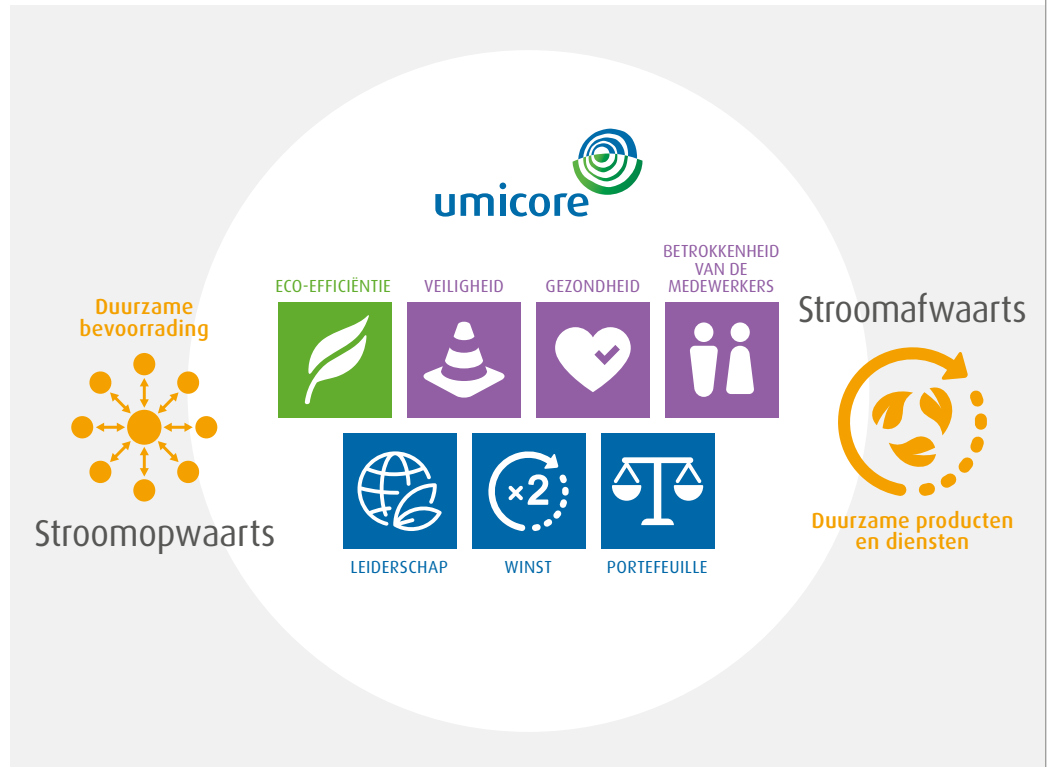 umicore
ECO-EFFICIËNTIE
VEILIGHEID
GEZONDHEID
BETROKKENHEID
VAN DE
MEDEWERKERS
Duurzame
bevoorrading
Stroomopwaarts
×2
LEIDERSCHAP
WINST
PORTEFEUILLE
Stroomafwaarts
Duurzame producten
en diensten